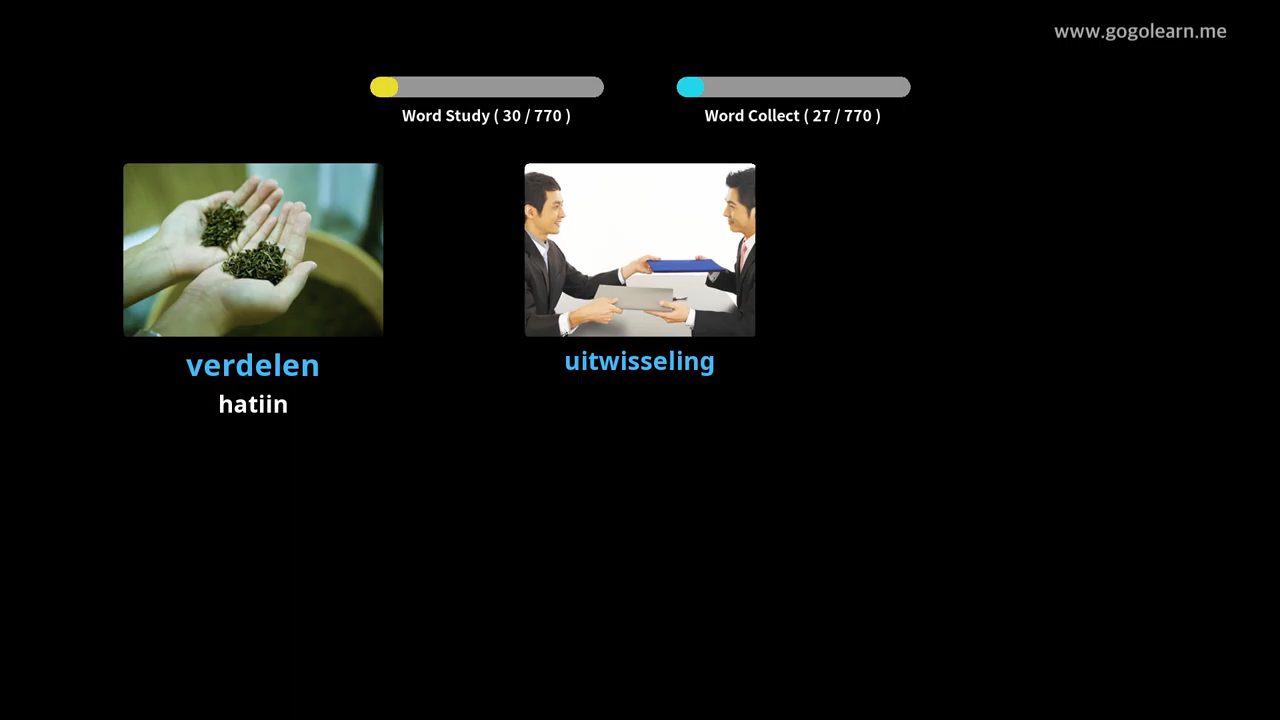 www.gogolearn.me
Word Study ( 30 / 770 )
Word Collect ( 27 / 770 )
verdelen
hatiin
uitwisseling